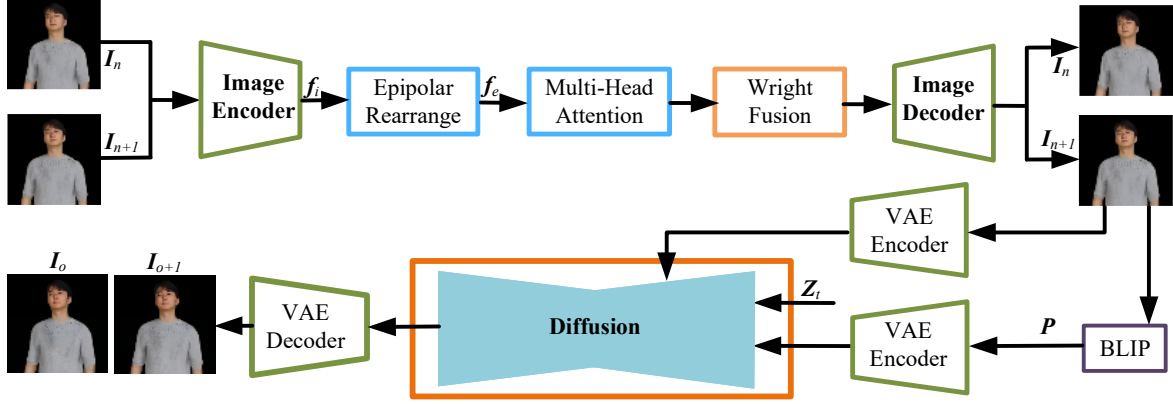 I_n
I_{n+1}
Image
Encoder
f_i
Epipolar
Rearrange
f_e
Multi-Head
Attention
Wright
Fusion
Image
Decoder
I_n
I_{n+1}
VAE
Encoder
I_o
I_{o+1}
VAE
Decoder
Diffusion
Z_t
VAE
Encoder
P
BLIP